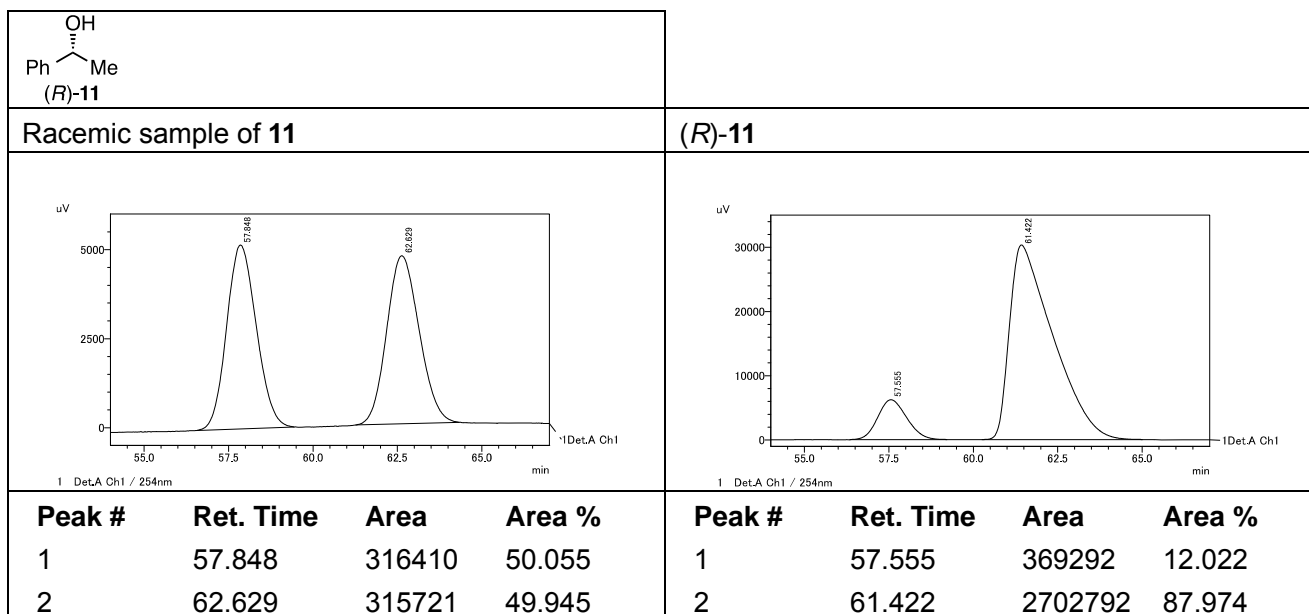 OH
Ph Me
(R)-11
Racemic sample of 11
(R)-11
uV
5000
2500
0
57.848
62.629
55.0 57.5 60.0 62.5 65.0
min
1Det.A Ch1
1 Det.A Ch1 / 254nm
uV
30000
20000
10000
0
57.555
61.422
55.0 57.5 60.0 62.5 65.0
min
1Det.A Ch1
1 Det.A Ch1 / 254nm
Peak # Ret. Time Area Area %
1 57.848 316410 50.055
2 62.629 315721 49.945
Peak # Ret. Time Area Area %
1 57.555 369292 12.022
2 61.422 2702792 87.974